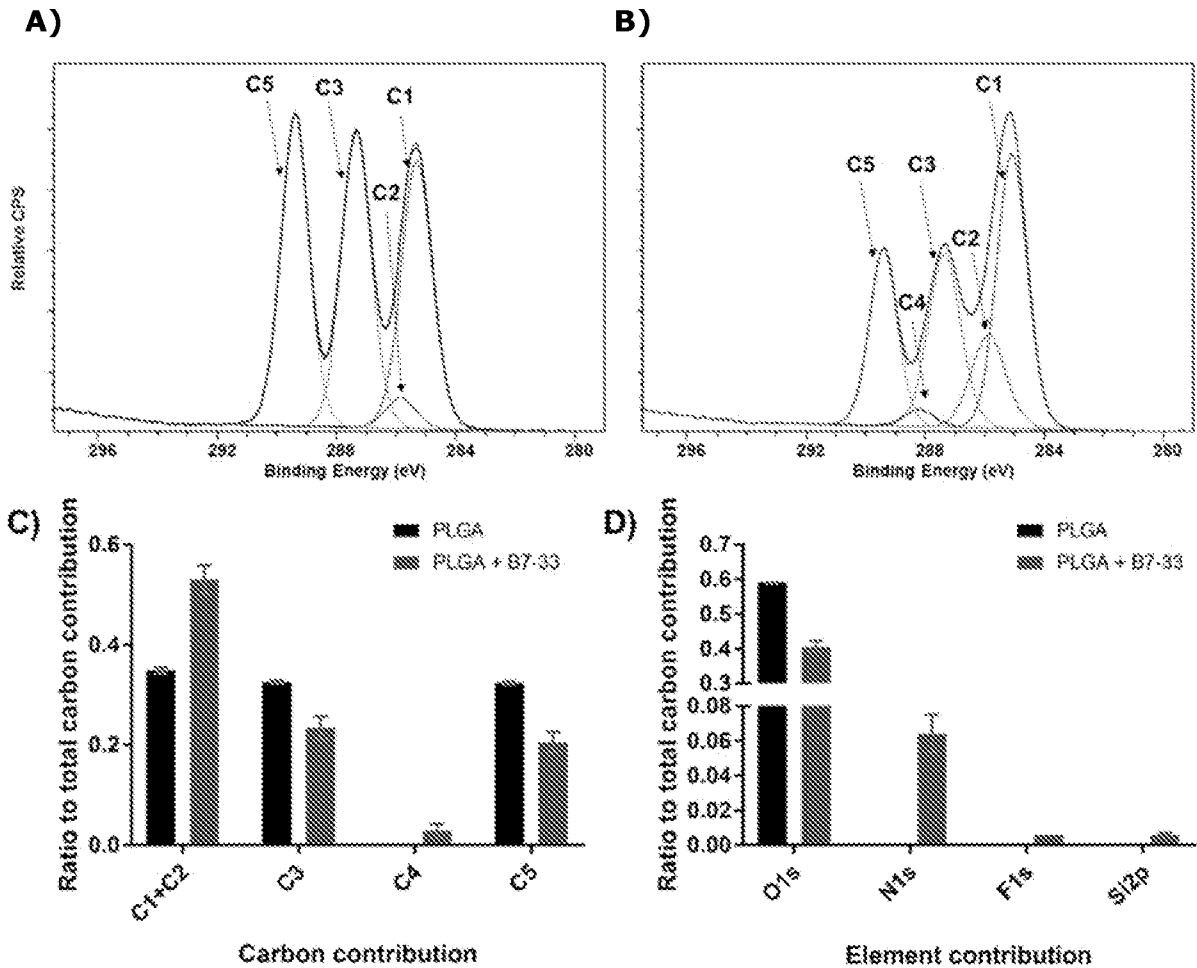 A)
B)
C5
C3
C1
C2
Relative CPS
296
292
288
284
280
Binding Energy (eV)
C1
C5
C3
C2
C4
296
292
288
284
280
Binding Energy (eV)
C)
PLGA
PLGA + B7-33
Ratio to total carbon contribution
0.6
0.4
0.2
0.0
C1+C2
C3
C4
C5
Carbon contribution
D)
PLGA
PLGA + B7-33
Ratio to total carbon contribution
0.7
0.6
0.5
0.4
0.3
0.08
0.06
0.04
0.02
0.00
O1s
N1s
F1s
Si2p
Element contribution